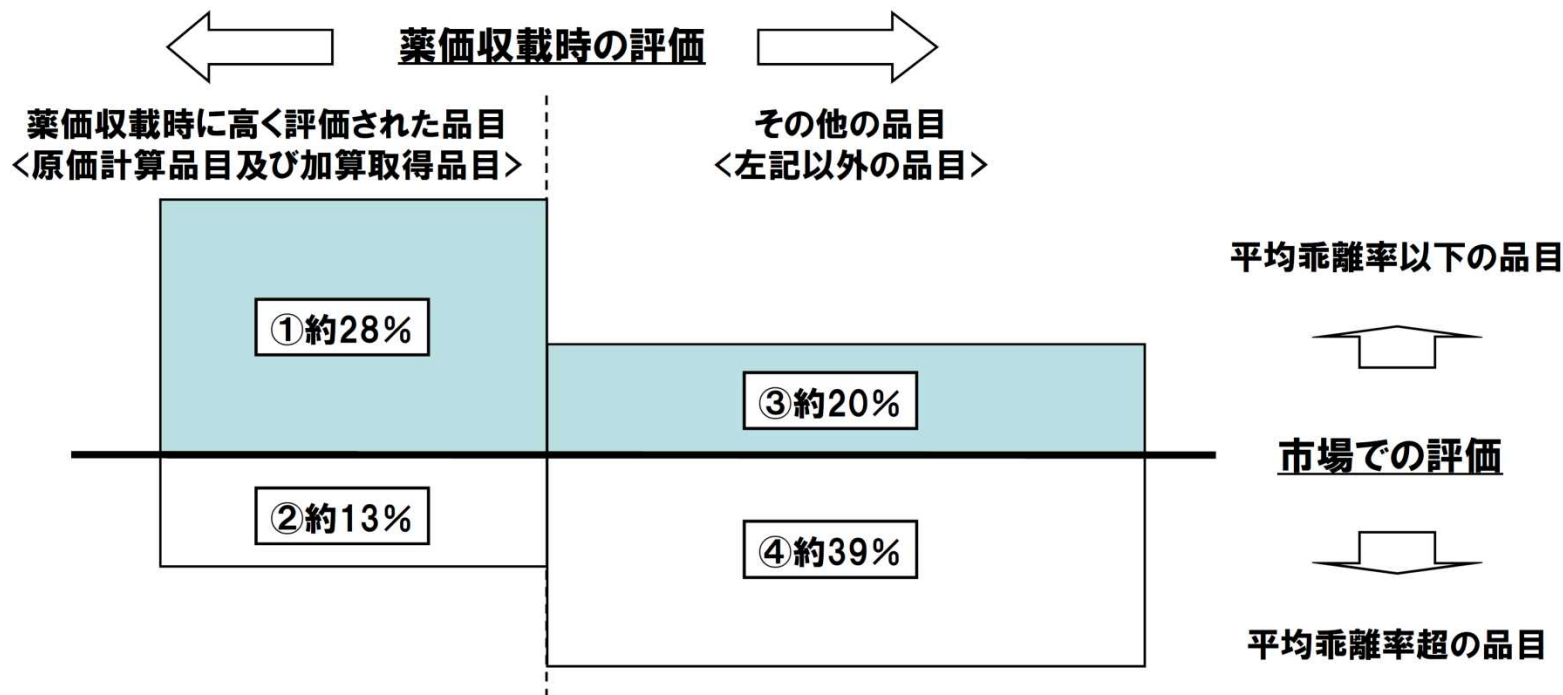 薬価収載時の評価
薬価収載時に高く評価された品目
<原価計算品目及び加算取得品目>
その他の品目
<左記以外の品目>
①約28%
②約13%
③約20%
④約39%
平均乖離率以下の品目
市場での評価
平均乖離率超の品目